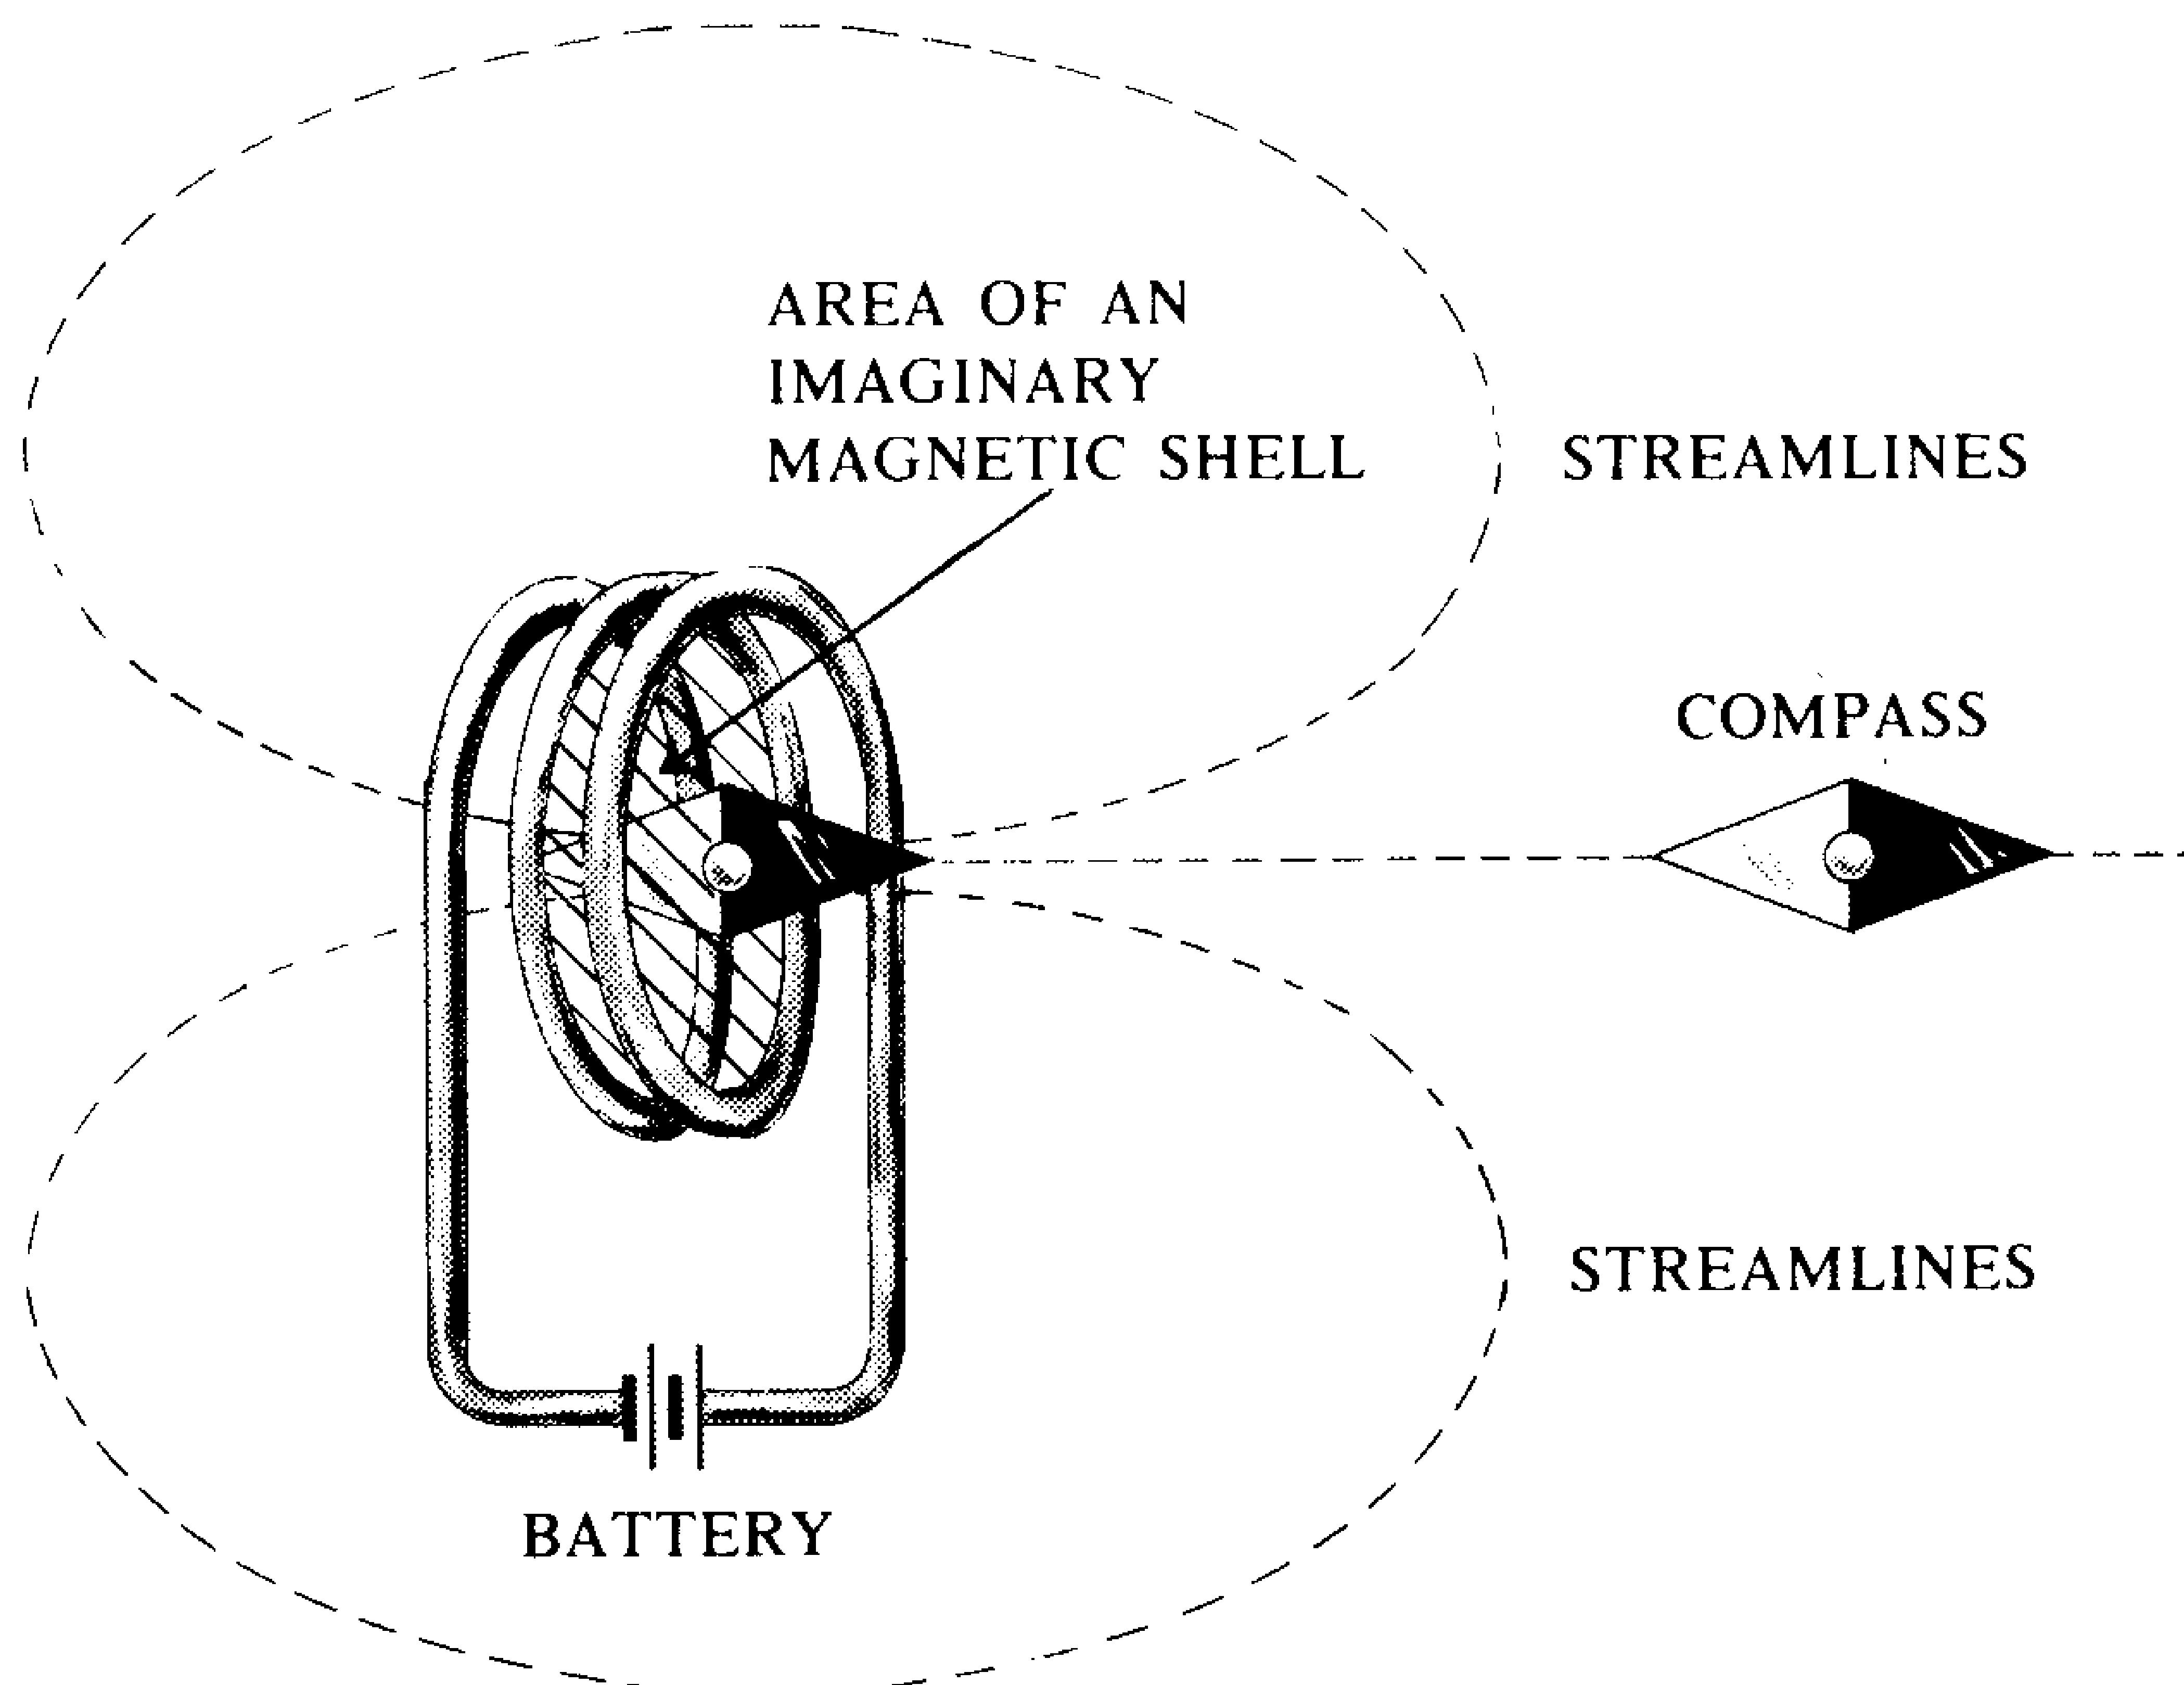 AREA OF AN
IMAGINARY
MAGNETIC SHELL
STREAMLINES
COMPASS
STREAMLINES
BATTERY